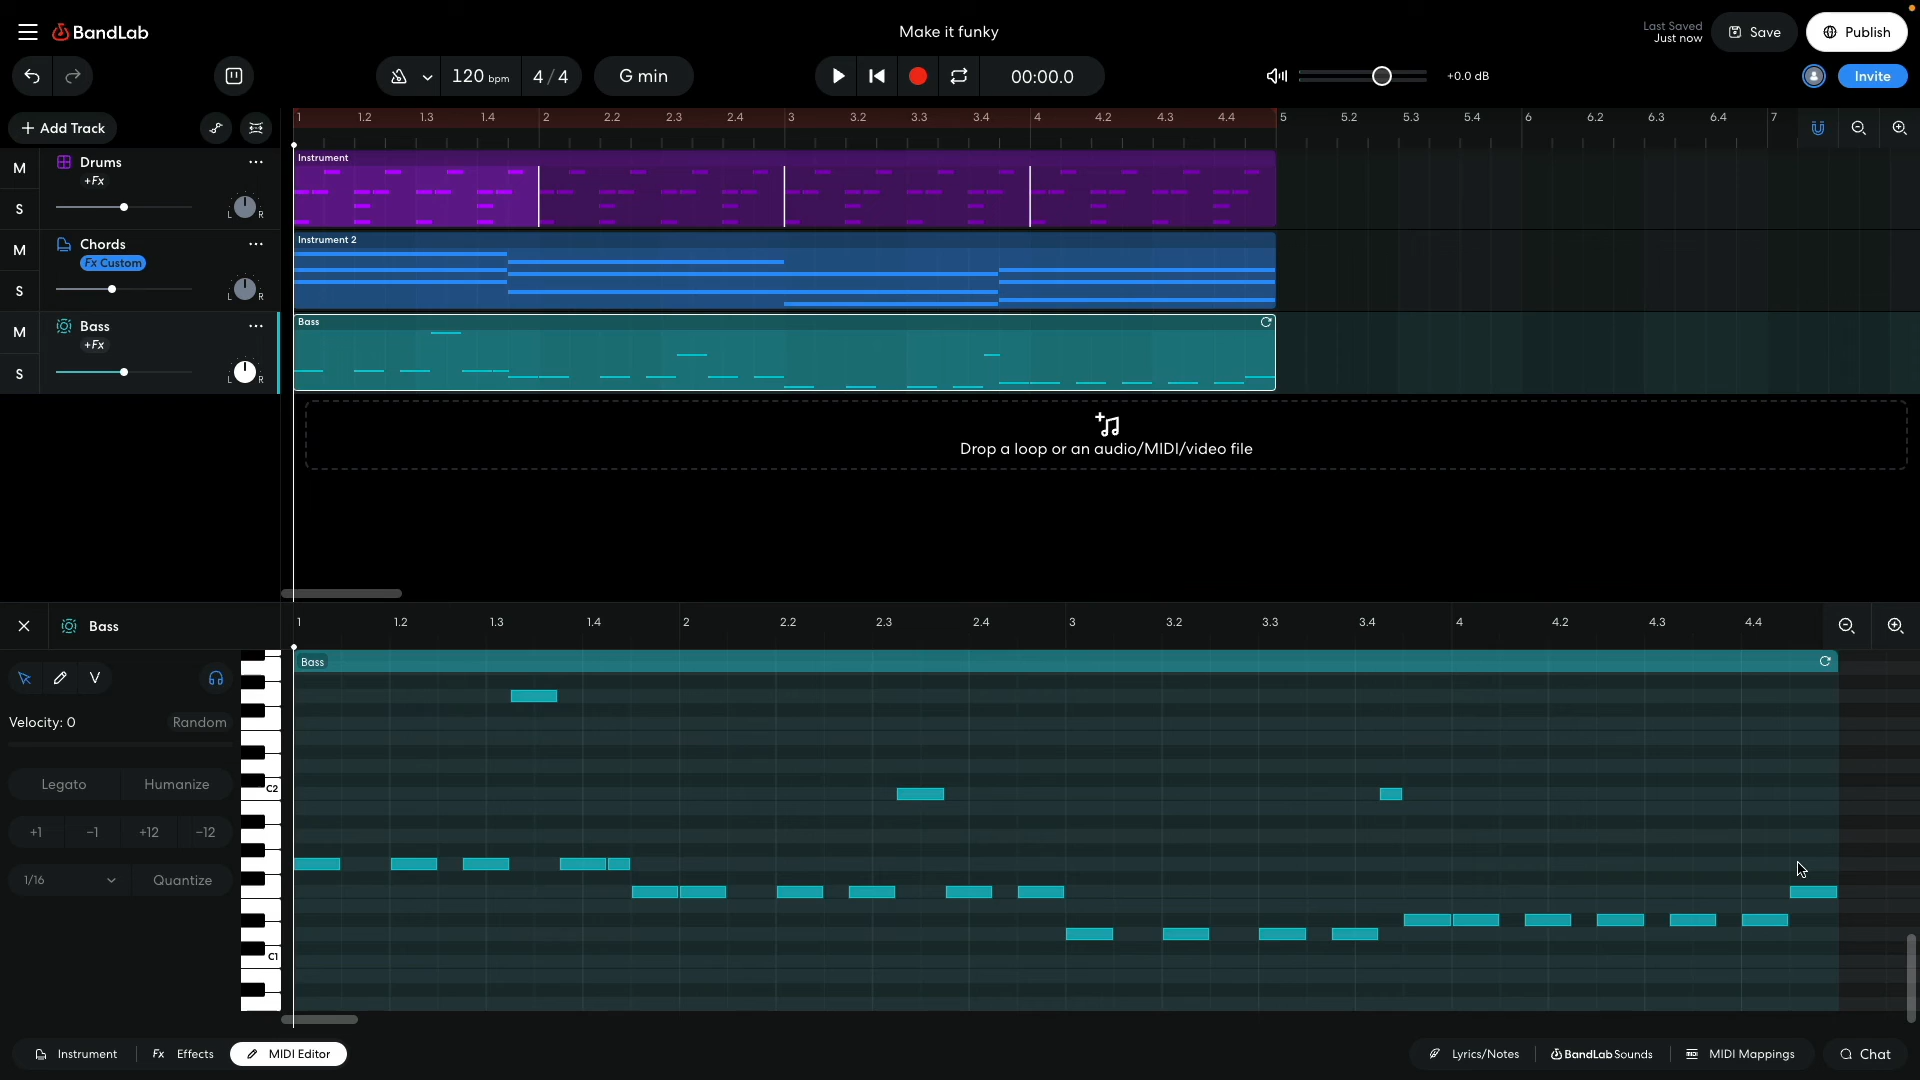 BandLab
Make it funky
Last Saved
Just now
Save
Publish
120 bpm
4/4
G min
00:00.0
+0.0 dB
Invite
Add Track
1 1.2 1.3 1.4 2 2.2 2.3 2.4 3 3.2 3.3 3.4 4 4.2 4.3 4.4 5 5.2 5.3 5.4 6 6.2 6.3 6.4 7
M
Drums
+Fx
S
L R
Instrument
M
Chords
Fx Custom
S
L R
Instrument 2
M
Bass
+Fx
S
L R
Bass
Drop a loop or an audio/MIDI/video file
Bass
1 1.2 1.3 1.4 2 2.2 2.3 2.4 3 3.2 3.3 3.4 4 4.2 4.3 4.4
Bass
V
Velocity: 0
Random
Legato
Humanize
+1 −1 +12 −12
1/16
Quantize
C2
C1
Instrument
Fx Effects
MIDI Editor
Lyrics/Notes
BandLab Sounds
MIDI Mappings
Chat